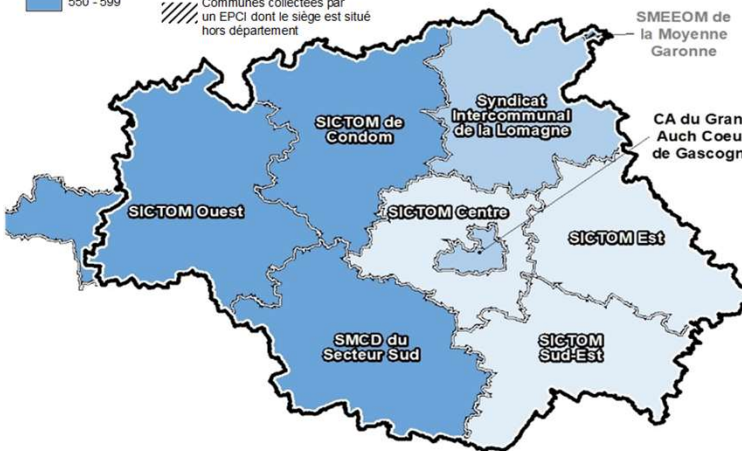 550 - 599
Communes collectées par
un EPCI dont le siège est situé
hors département
SMEEOM de
la Moyenne
Garonne
Syndicat
Intercommunal
de la Lomagne
SICTOM de
Condom
CA du Gran
Auch Coeu
de Gascogn
SICTOM Ouest
SICTOM Centre
SICTOM Est
SMCD du
Secteur Sud
SICTOM
Sud-Est